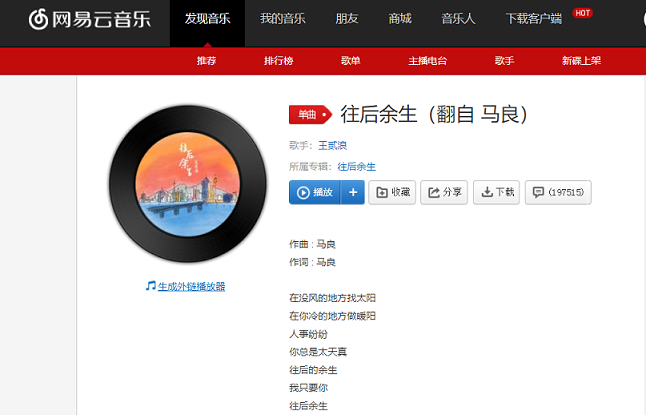 网易云音乐 发现音乐 我的音乐 朋友 商城 音乐人 下载客户端 HOT
推荐 排行榜 歌单 主播电台 歌手 新碟上架
单曲 往后余生（翻自 马良）
歌手：王贰浪
所属专辑：往后余生
播放 + 收藏 分享 下载 (197515)
往后余生
作曲 : 马良
作词 : 马良
生成外链播放器
在没风的地方找太阳
在你冷的地方做暖阳
人事纷纷
你总是太天真
往后的余生
我只要你
往后余生